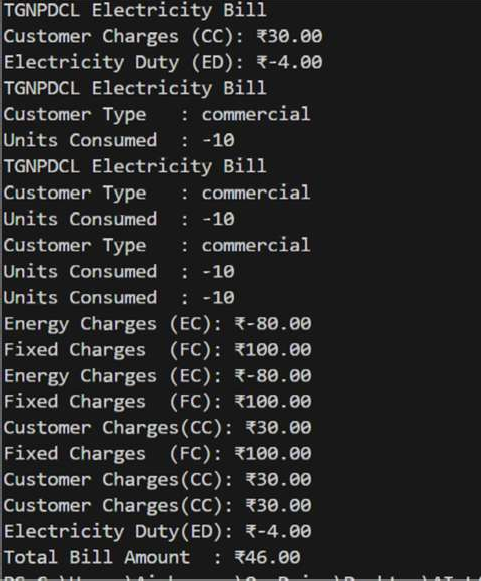 TGNPDCL Electricity Bill
Customer Charges (CC): ₹30.00
Electricity Duty (ED): ₹-4.00
TGNPDCL Electricity Bill
Customer Type   : commercial
Units Consumed  : -10
TGNPDCL Electricity Bill
Customer Type   : commercial
Units Consumed  : -10
Customer Type   : commercial
Units Consumed  : -10
Units Consumed  : -10
Energy Charges (EC): ₹-80.00
Fixed Charges  (FC): ₹100.00
Energy Charges (EC): ₹-80.00
Fixed Charges  (FC): ₹100.00
Customer Charges(CC): ₹30.00
Fixed Charges  (FC): ₹100.00
Customer Charges(CC): ₹30.00
Customer Charges(CC): ₹30.00
Electricity Duty(ED): ₹-4.00
Total Bill Amount  : ₹46.00